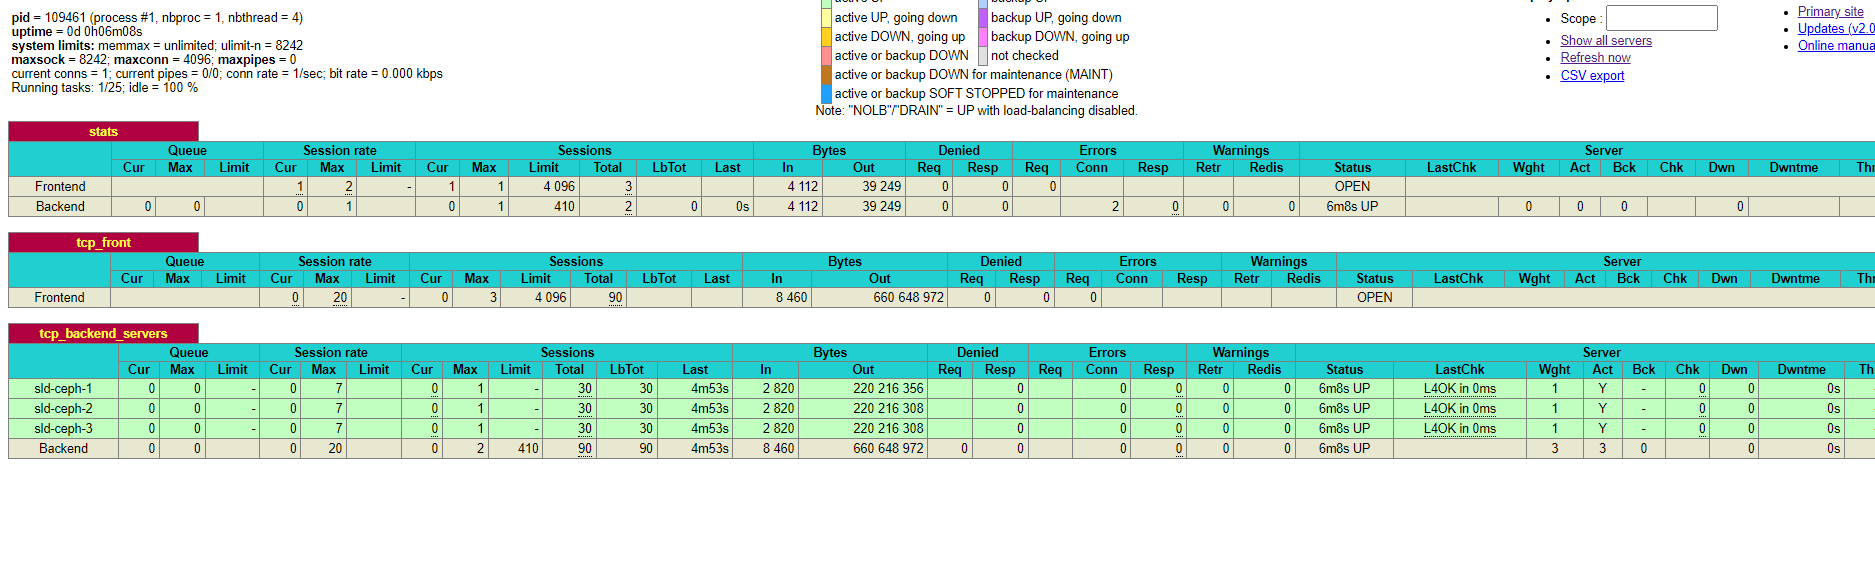 pid = 109461 (process #1, nbproc = 1, nbthread = 4)
uptime = 0d 0h06m08s
system limits: memmax = unlimited; ulimit-n = 8242
maxsock = 8242; maxconn = 4096; maxpipes = 0
current conns = 1; current pipes = 0/0; conn rate = 1/sec; bit rate = 0.000 kbps
Running tasks: 1/25; idle = 100 %
active UP, going down backup UP, going down
active DOWN, going up backup DOWN, going up
active or backup DOWN not checked
active or backup DOWN for maintenance (MAINT)
active or backup SOFT STOPPED for maintenance
Note: "NOLB"/"DRAIN" = UP with load-balancing disabled.
Scope :
Show all servers
Refresh now
CSV export
Primary site
Updates (v2.0
Online manua
stats
Queue Session rate Sessions Bytes Denied Errors Warnings Server
Cur Max Limit Cur Max Limit Cur Max Limit Total LbTot Last In Out Req Resp Req Conn Resp Retr Redis Status LastChk Wght Act Bck Chk Dwn Dwntme Thr
Frontend 1 2 - 1 1 4 096 3 4 112 39 249 0 0 0 OPEN
Backend 0 0 0 1 0 1 410 2 0 0s 4 112 39 249 0 0 2 0 0 0 6m8s UP 0 0 0 0
tcp_front
Queue Session rate Sessions Bytes Denied Errors Warnings Server
Cur Max Limit Cur Max Limit Cur Max Limit Total LbTot Last In Out Req Resp Req Conn Resp Retr Redis Status LastChk Wght Act Bck Chk Dwn Dwntme Thr
Frontend 0 20 - 0 3 4 096 90 8 460 660 648 972 0 0 0 OPEN
tcp_backend_servers
Queue Session rate Sessions Bytes Denied Errors Warnings Server
Cur Max Limit Cur Max Limit Cur Max Limit Total LbTot Last In Out Req Resp Req Conn Resp Retr Redis Status LastChk Wght Act Bck Chk Dwn Dwntme Th
sld-ceph-1 0 0 - 0 7 0 1 - 30 30 4m53s 2 820 220 216 356 0 0 0 0 0 6m8s UP L4OK in 0ms 1 Y - 0 0 0s
sld-ceph-2 0 0 - 0 7 0 1 - 30 30 4m53s 2 820 220 216 308 0 0 0 0 0 6m8s UP L4OK in 0ms 1 Y - 0 0 0s
sld-ceph-3 0 0 - 0 7 0 1 - 30 30 4m53s 2 820 220 216 308 0 0 0 0 0 6m8s UP L4OK in 0ms 1 Y - 0 0 0s
Backend 0 0 0 20 0 2 410 90 90 4m53s 8 460 660 648 972 0 0 0 0 0 0 6m8s UP 3 3 0 0 0s